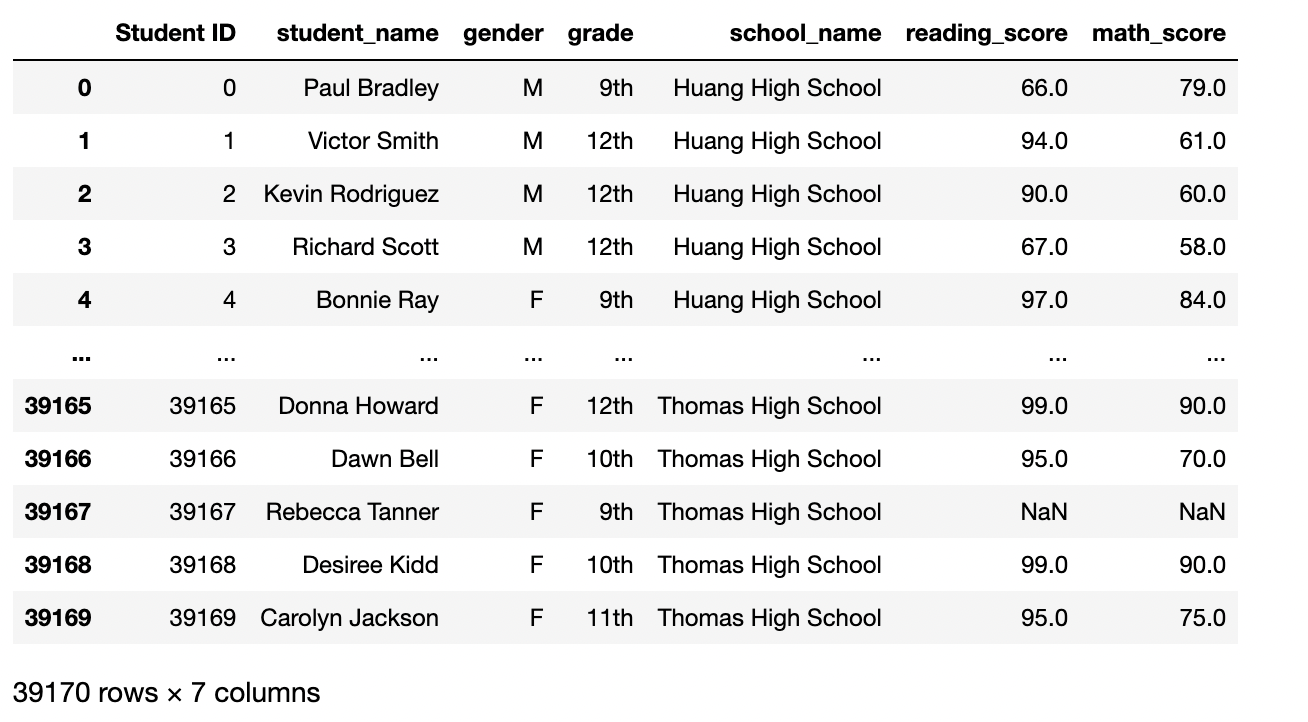 Student ID student_name gender grade school_name reading_score math_score
0 0 Paul Bradley M 9th Huang High School 66.0 79.0
1 1 Victor Smith M 12th Huang High School 94.0 61.0
2 2 Kevin Rodriguez M 12th Huang High School 90.0 60.0
3 3 Richard Scott M 12th Huang High School 67.0 58.0
4 4 Bonnie Ray F 9th Huang High School 97.0 84.0
... ... ... ... ... ... ... ...
39165 39165 Donna Howard F 12th Thomas High School 99.0 90.0
39166 39166 Dawn Bell F 10th Thomas High School 95.0 70.0
39167 39167 Rebecca Tanner F 9th Thomas High School NaN NaN
39168 39168 Desiree Kidd F 10th Thomas High School 99.0 90.0
39169 39169 Carolyn Jackson F 11th Thomas High School 95.0 75.0
39170 rows × 7 columns